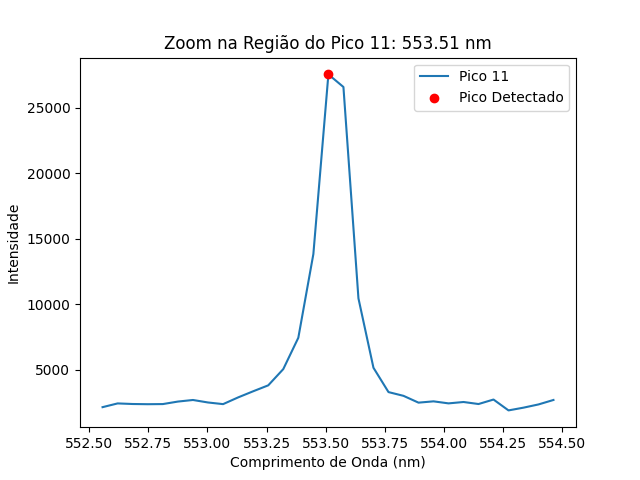 Zoom na Região do Pico 11: 553.51 nm
Pico 11
Pico Detectado
Intensidade
25000
20000
15000
10000
5000
552.50 552.75 553.00 553.25 553.50 553.75 554.00 554.25 554.50
Comprimento de Onda (nm)